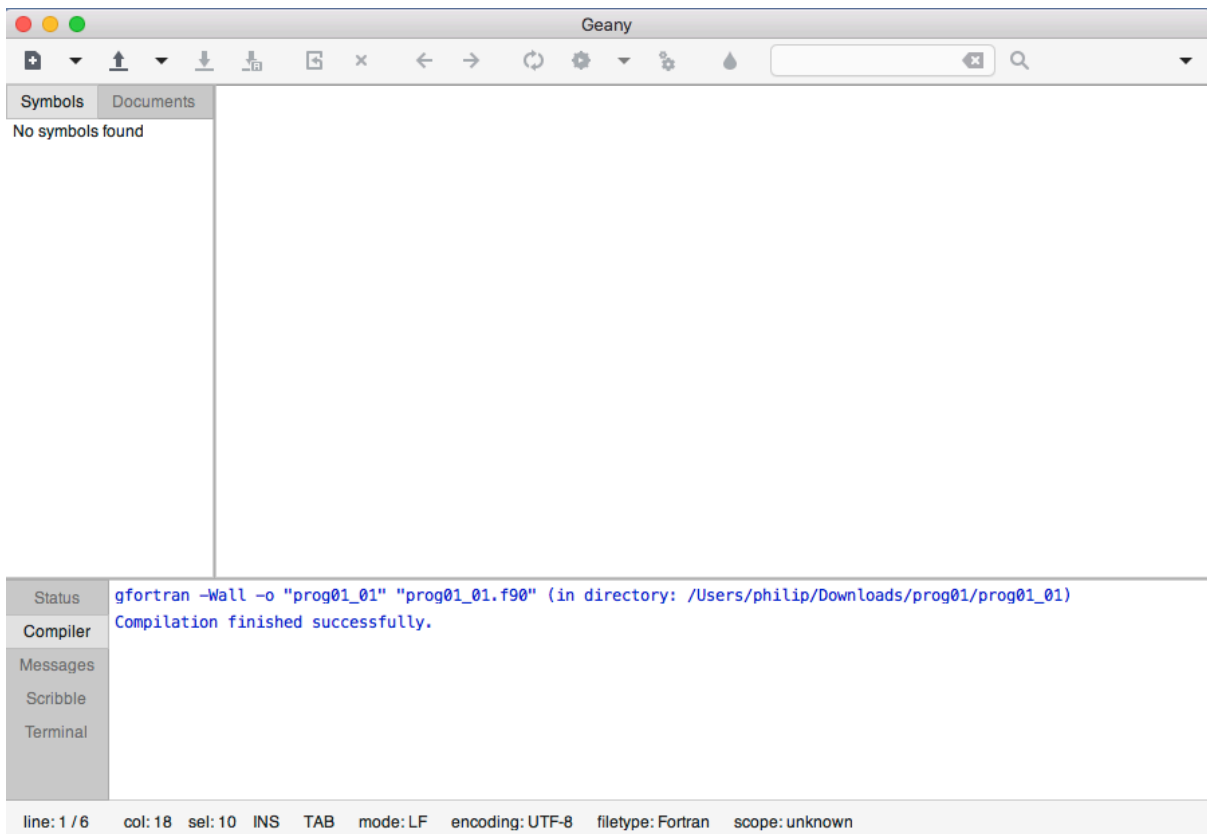 Geany
Symbols Documents
No symbols found
Status
Compiler
Messages
Scribble
Terminal
gfortran -Wall -o "prog01_01" "prog01_01.f90" (in directory: /Users/philip/Downloads/prog01/prog01_01)
Compilation finished successfully.
line: 1 / 6 col: 18 sel: 10 INS TAB mode: LF encoding: UTF-8 filetype: Fortran scope: unknown